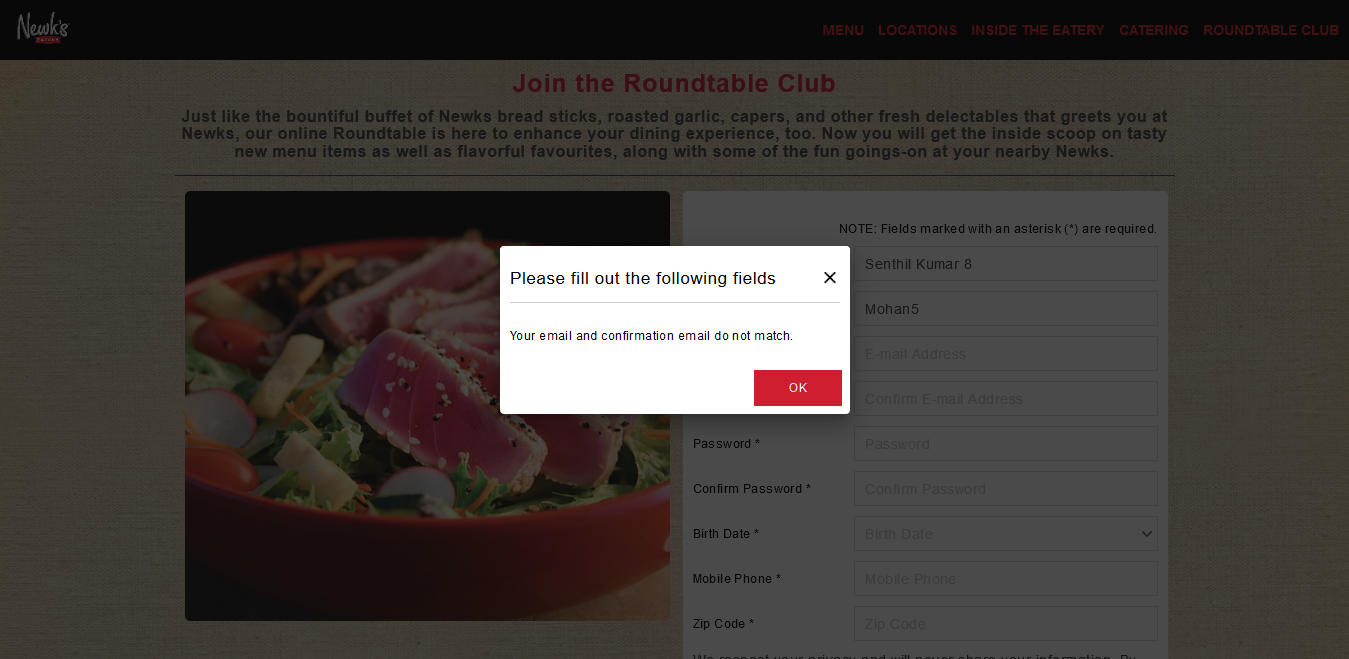 Newk's
EATERY
MENU LOCATIONS INSIDE THE EATERY CATERING ROUNDTABLE CLUB
Join the Roundtable Club
Just like the bountiful buffet of Newks bread sticks, roasted garlic, capers, and other fresh delectables that greets you at
Newks, our online Roundtable is here to enhance your dining experience, too. Now you will get the inside scoop on tasty
new menu items as well as flavorful favourites, along with some of the fun goings-on at your nearby Newks.
NOTE: Fields marked with an asterisk (*) are required.
Senthil Kumar 8
Mohan5
E-mail Address
Confirm E-mail Address
Please fill out the following fields
Your email and confirmation email do not match.
OK
Password * Password
Confirm Password * Confirm Password
Birth Date * Birth Date
Mobile Phone * Mobile Phone
Zip Code * Zip Code
We respect your privacy and will never share your information. By